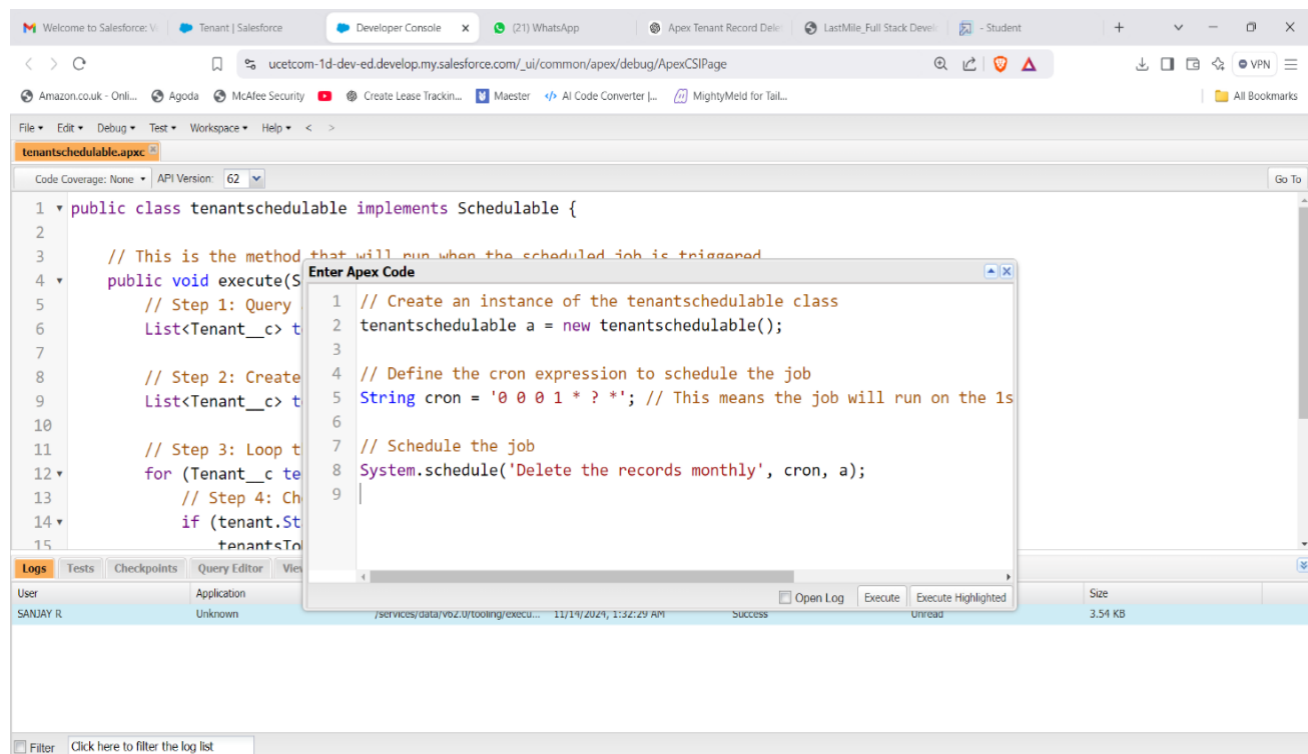 Welcome to Salesforce: V
Tenant | Salesforce
Developer Console x
(21) WhatsApp
Apex Tenant Record Dele
LastMile_Full Stack Devel
- Student
ucetcom-1d-dev-ed.develop.my.salesforce.com/_ui/common/apex/debug/ApexCSIPage
VPN
Amazon.co.uk - Onli...
Agoda
McAfee Security
Create Lease Trackin...
Maester
</> AI Code Converter |...
MightyMeld for Tail...
All Bookmarks
File Edit Debug Test Workspace Help < >
tenantschedulable.apxc
Code Coverage: None API Version: 62 Go To
1 public class tenantschedulable implements Schedulable {
2
3 // This is the method that will run when the scheduled job is triggered
4 public void execute(S
5 // Step 1: Query
6 List<Tenant__c> t
7
8 // Step 2: Create
9 List<Tenant__c> t
10
11 // Step 3: Loop t
12 for (Tenant__c te
13 // Step 4: Ch
14 if (tenant.St
15 tenantsTo
Enter Apex Code
1 // Create an instance of the tenantschedulable class
2 tenantschedulable a = new tenantschedulable();
3
4 // Define the cron expression to schedule the job
5 String cron = '0 0 0 1 * ? *'; // This means the job will run on the 1s
6
7 // Schedule the job
8 System.schedule('Delete the records monthly', cron, a);
9
Open Log Execute Execute Highlighted
Logs Tests Checkpoints Query Editor Vie
User Application Size
SANJAY R Unknown /services/data/v62.0/tooling/execu... 11/14/2024, 1:32:29 AM Success Unread 3.54 KB
Filter Click here to filter the log list